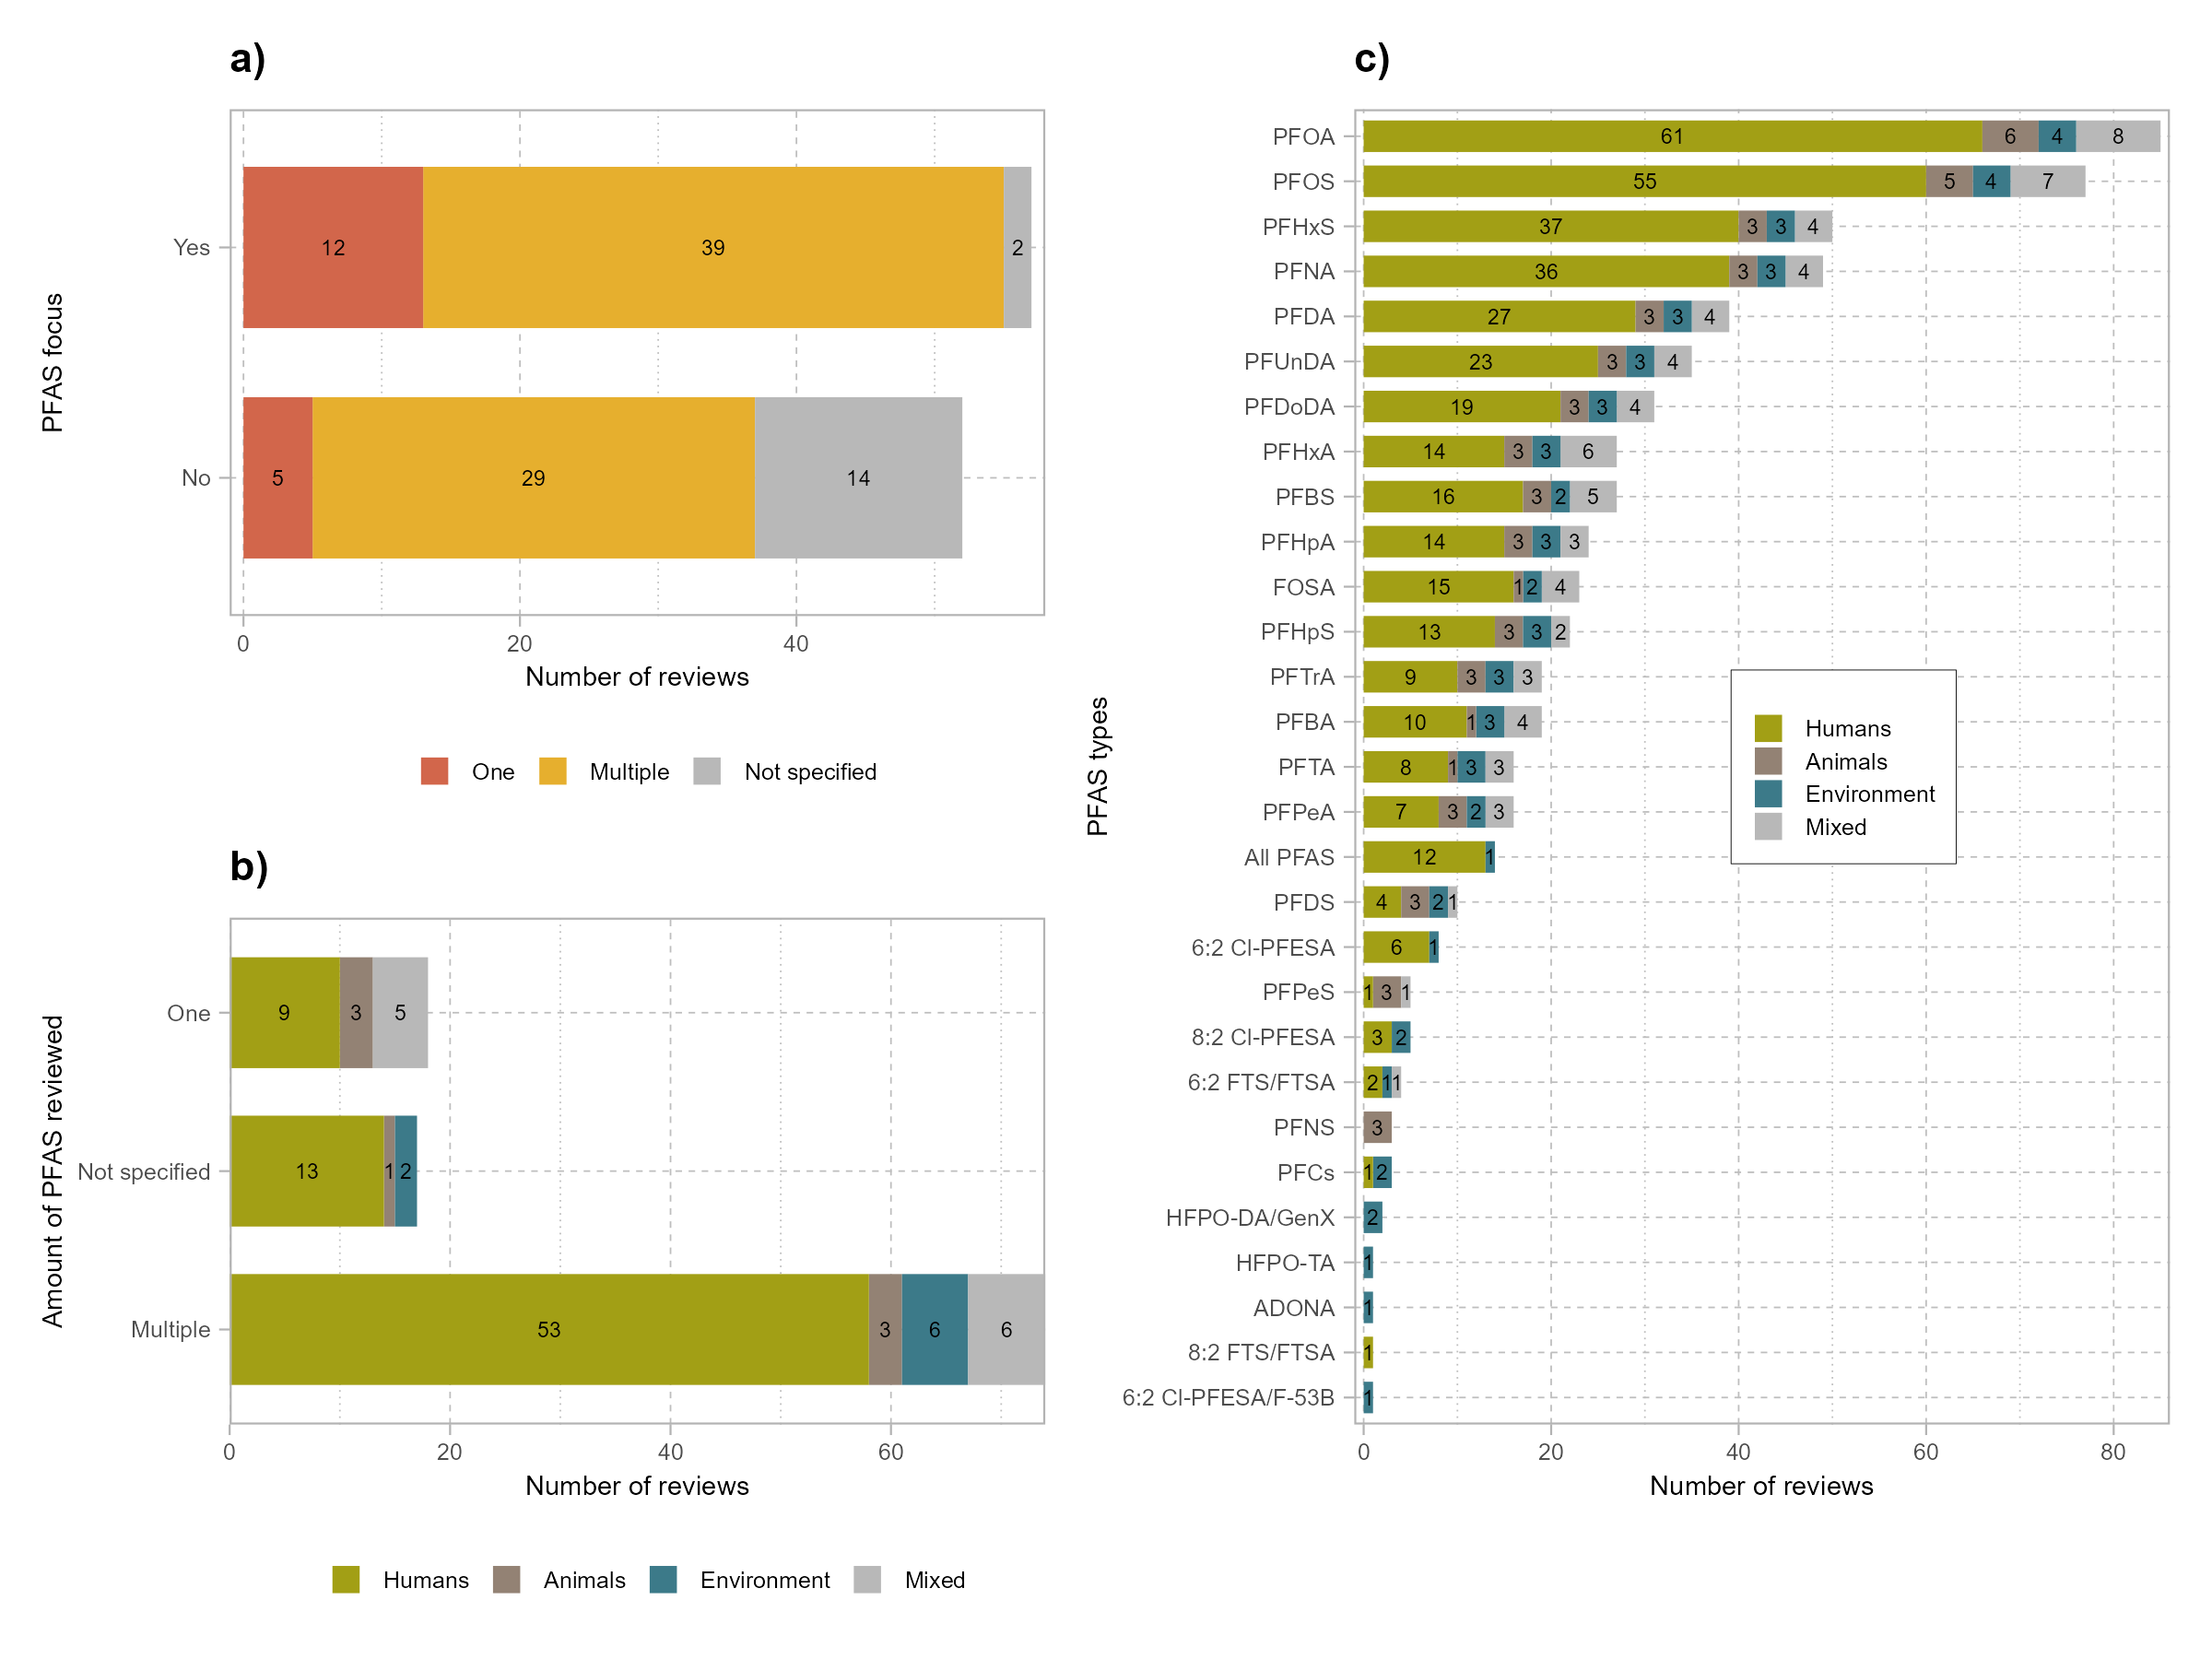 a)
PFAS focus
Yes
12 39 2
No
5 29 14
0 20 40
Number of reviews
One Multiple Not specified
b)
Amount of PFAS reviewed
One
9 3 5
Not specified
13 1 2
Multiple
53 3 6 6
0 20 40 60
Number of reviews
Humans Animals Environment Mixed
c)
PFAS types
PFOA 61 6 4 8
PFOS 55 5 4 7
PFHxS 37 3 3 4
PFNA 36 3 3 4
PFDA 27 3 3 4
PFUnDA 23 3 3 4
PFDoDA 19 3 3 4
PFHxA 14 3 3 6
PFBS 16 3 2 5
PFHpA 14 3 3 3
FOSA 15 1 2 4
PFHpS 13 3 3 2
PFTrA 9 3 3 3
PFBA 10 1 3 4
PFTA 8 1 3 3
PFPeA 7 3 2 3
All PFAS 12 1
PFDS 4 3 2 1
6:2 Cl-PFESA 6 1
PFPeS 1 3 1
8:2 Cl-PFESA 3 2
6:2 FTS/FTSA 2 1 1
PFNS 3
PFCs 1 2
HFPO-DA/GenX 2
HFPO-TA 1
ADONA 1
8:2 FTS/FTSA 1
6:2 Cl-PFESA/F-53B 1
0 20 40 60 80
Number of reviews
Humans
Animals
Environment
Mixed